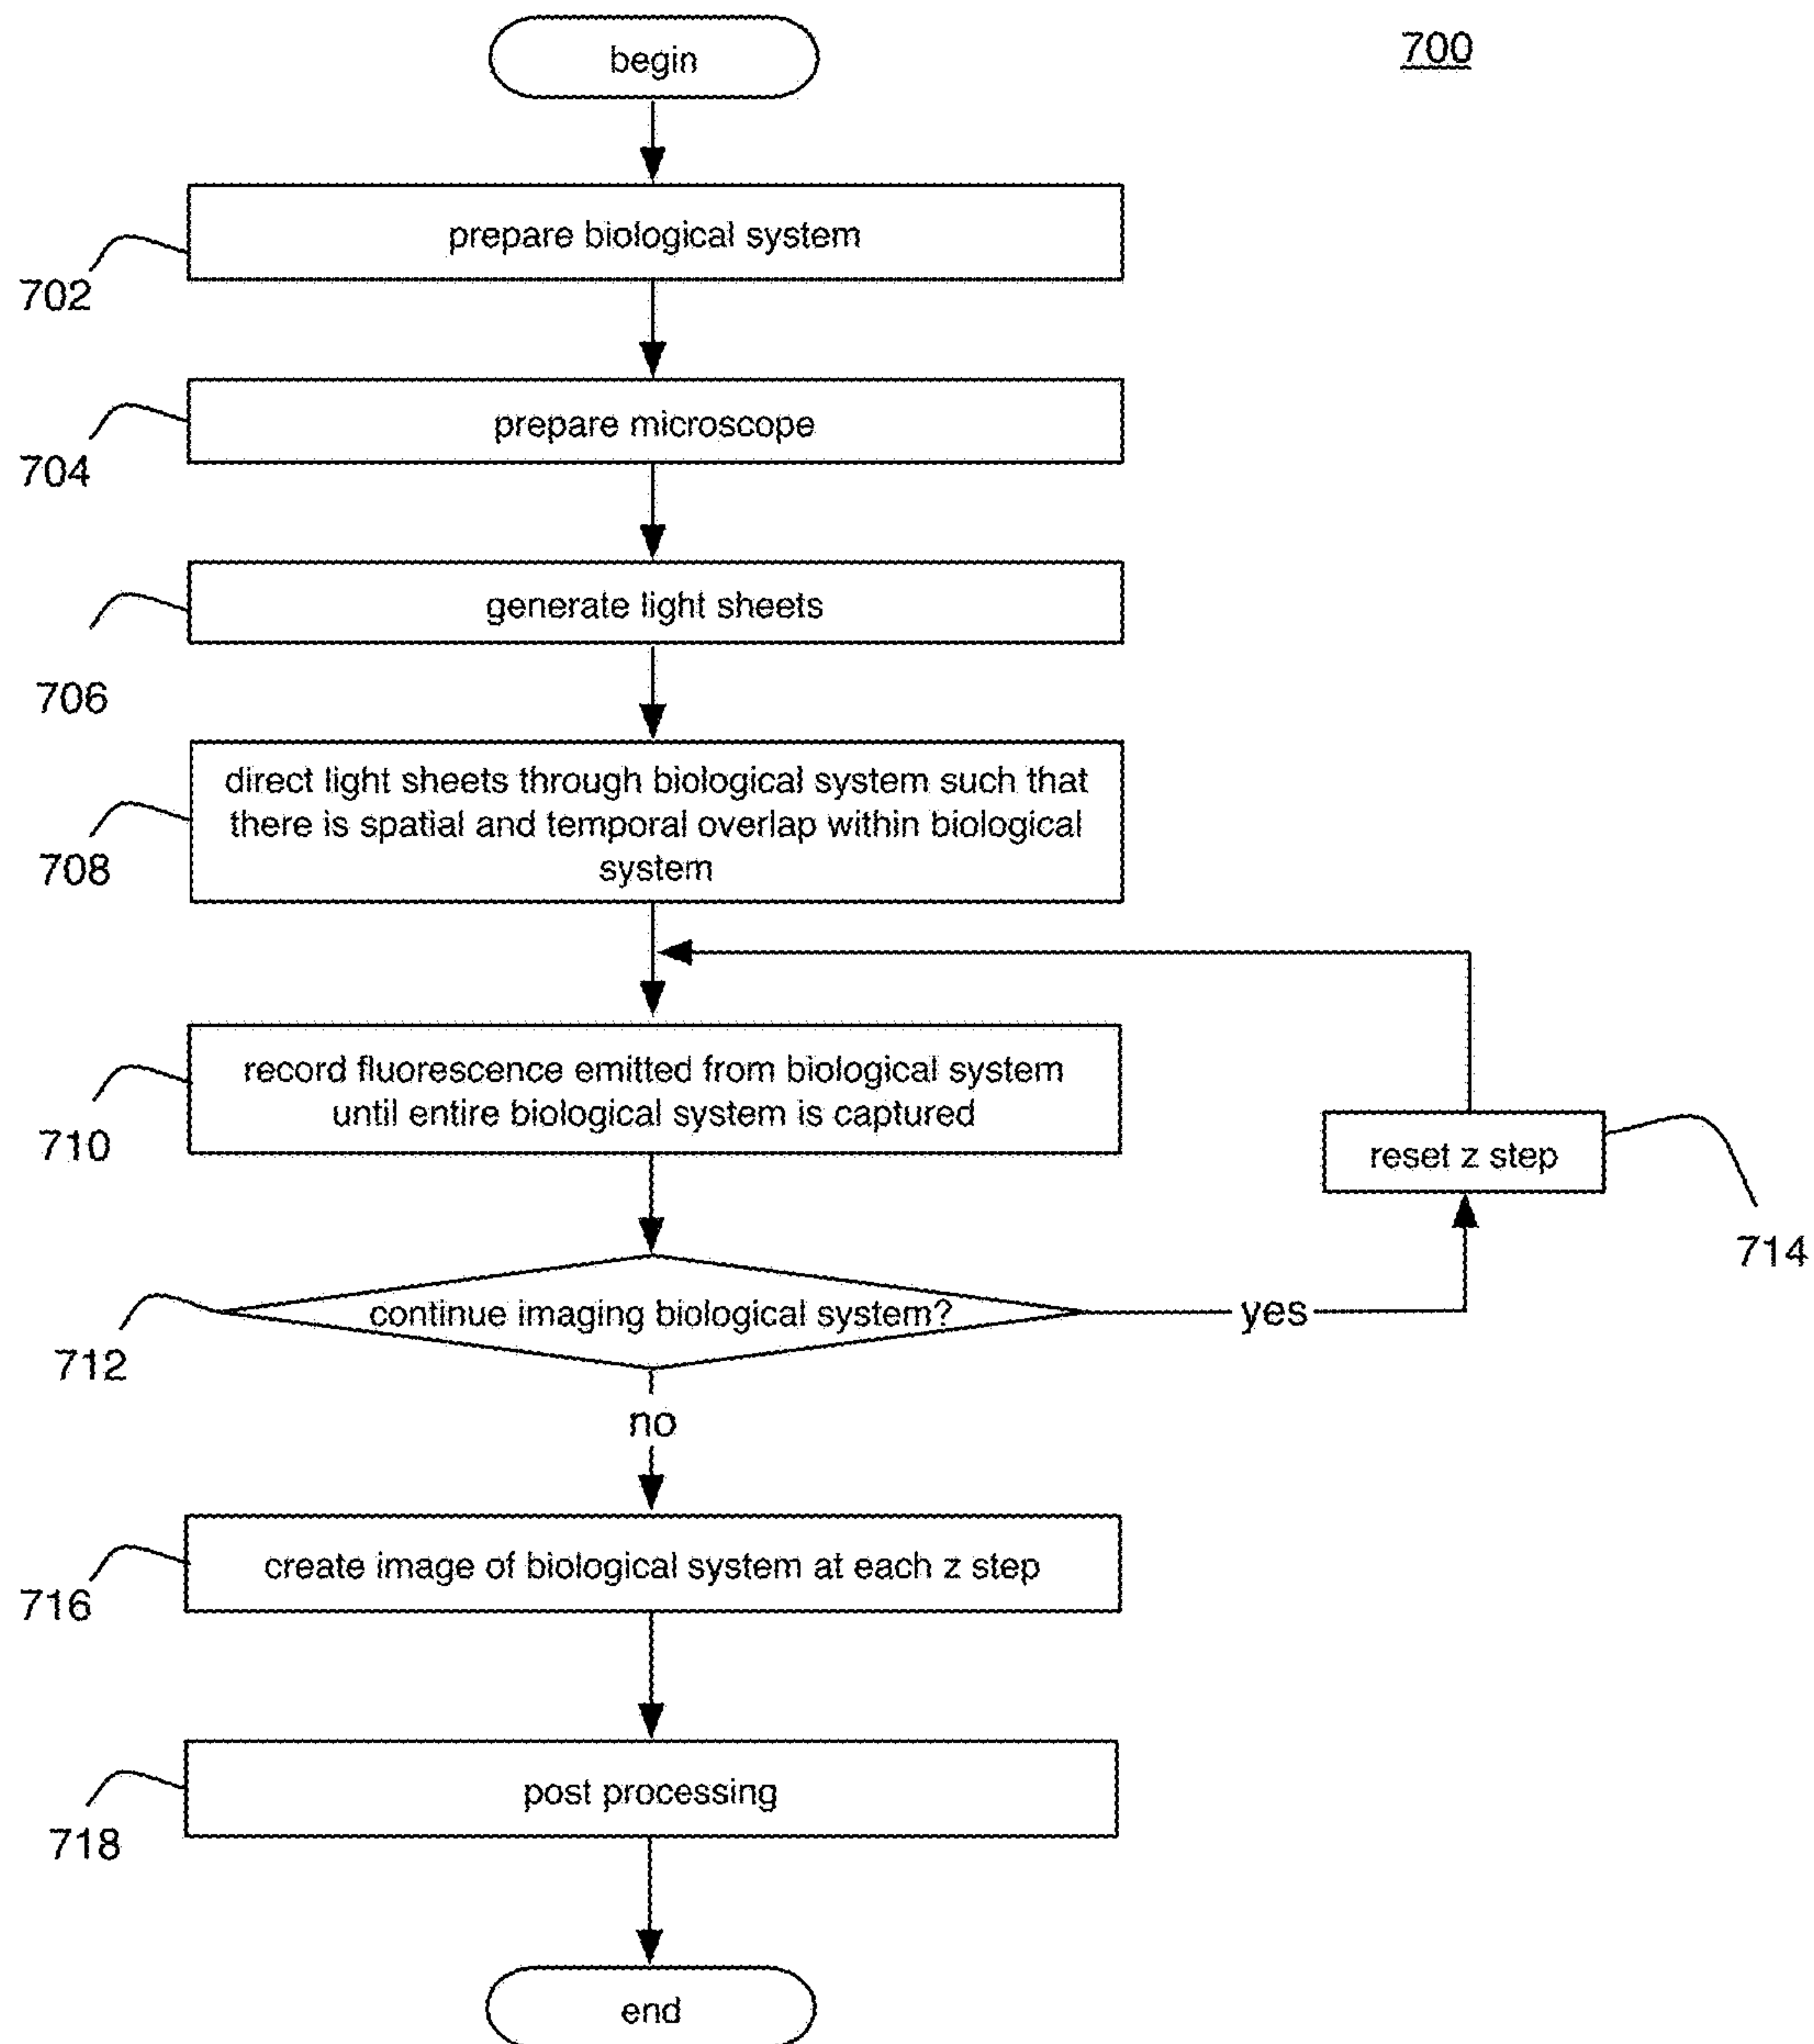 begin
700
prepare biological system
702
prepare microscope
704
generate light sheets
706
direct light sheets through biological system such that
there is spatial and temporal overlap within biological
system
708
record fluorescence emitted from biological system
until entire biological system is captured
710
reset z step
714
continue imaging biological system?
yes
712
no
create image of biological system at each z step
716
post processing
718
end